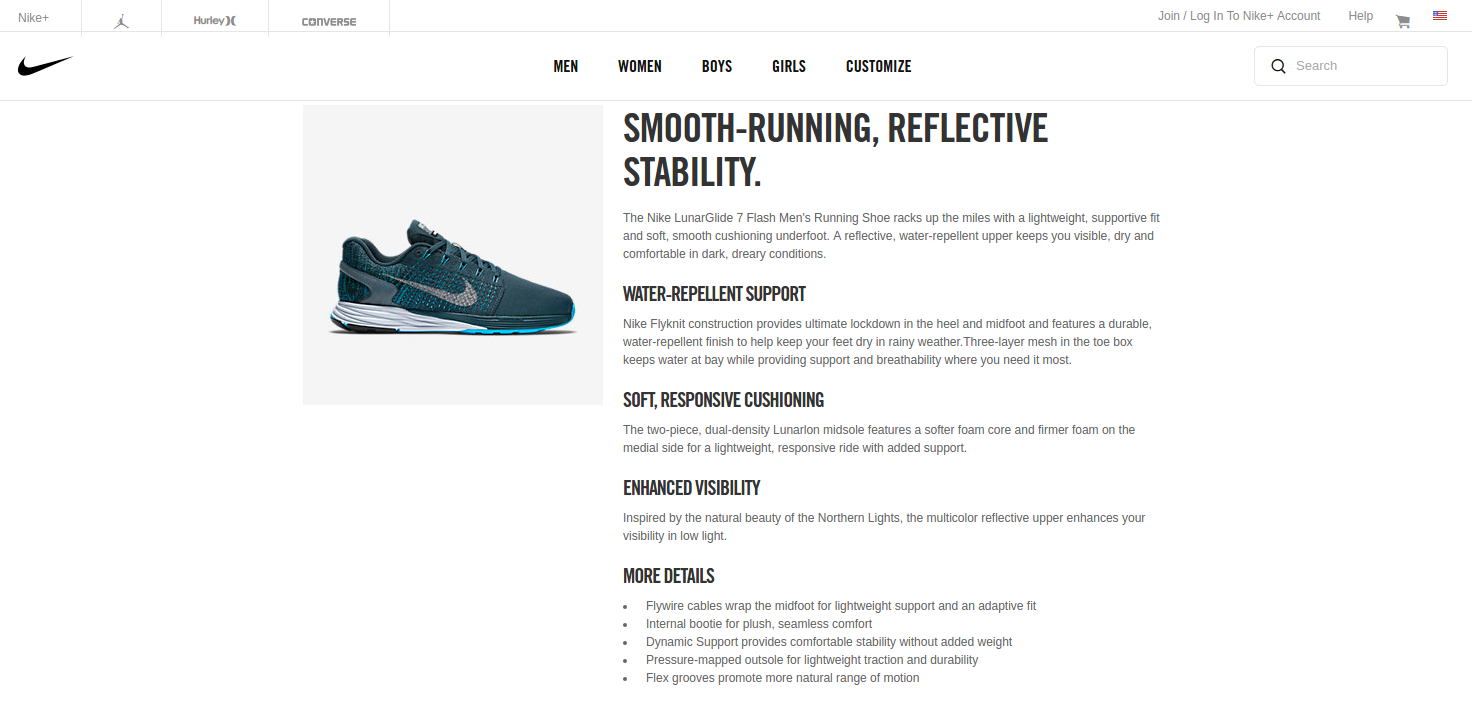 Nike+
Hurley
CONVERSE
Join / Log In To Nike+ Account
Help
MEN
WOMEN
BOYS
GIRLS
CUSTOMIZE
Search
SMOOTH-RUNNING, REFLECTIVE
STABILITY.
The Nike LunarGlide 7 Flash Men's Running Shoe racks up the miles with a lightweight, supportive fit
and soft, smooth cushioning underfoot. A reflective, water-repellent upper keeps you visible, dry and
comfortable in dark, dreary conditions.
WATER-REPELLENT SUPPORT
Nike Flyknit construction provides ultimate lockdown in the heel and midfoot and features a durable,
water-repellent finish to help keep your feet dry in rainy weather.Three-layer mesh in the toe box
keeps water at bay while providing support and breathability where you need it most.
SOFT, RESPONSIVE CUSHIONING
The two-piece, dual-density Lunarlon midsole features a softer foam core and firmer foam on the
medial side for a lightweight, responsive ride with added support.
ENHANCED VISIBILITY
Inspired by the natural beauty of the Northern Lights, the multicolor reflective upper enhances your
visibility in low light.
MORE DETAILS
• Flywire cables wrap the midfoot for lightweight support and an adaptive fit
• Internal bootie for plush, seamless comfort
• Dynamic Support provides comfortable stability without added weight
• Pressure-mapped outsole for lightweight traction and durability
• Flex grooves promote more natural range of motion